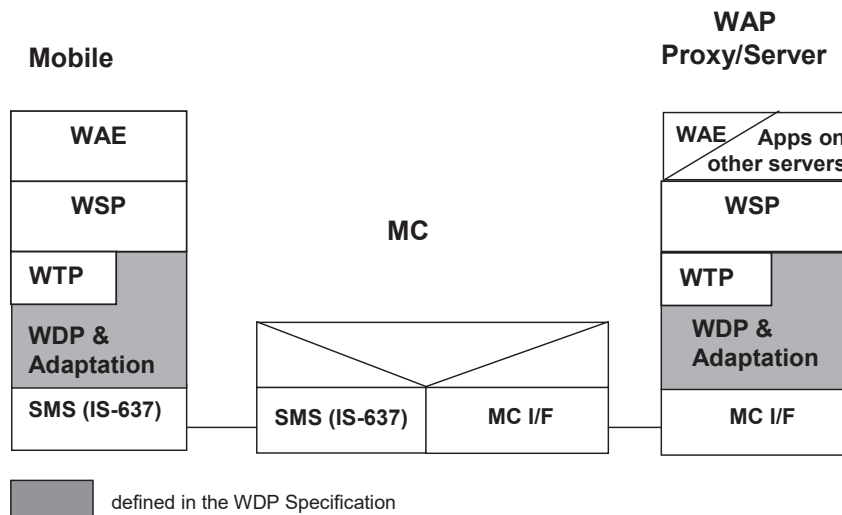 Mobile
WAP
Proxy/Server
WAE
WSP
WTP
WDP &
Adaptation
SMS (IS-637)
MC
SMS (IS-637)
MC I/F
WAE
Apps on
other servers
WSP
WTP
WDP &
Adaptation
MC I/F
defined in the WDP Specification